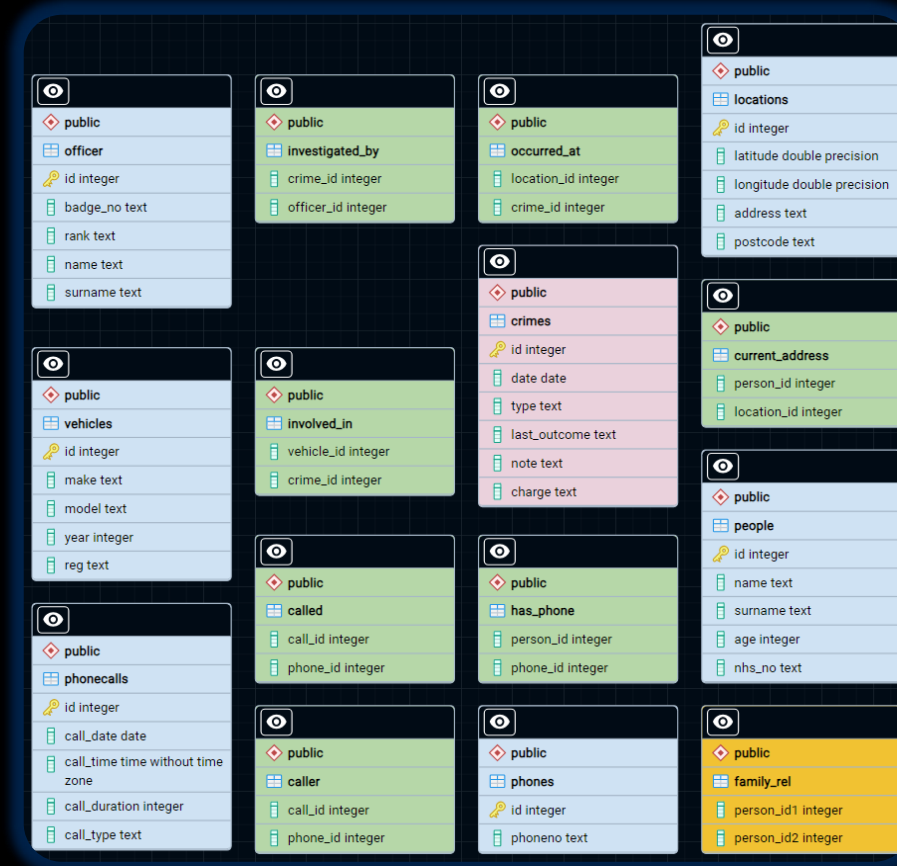 public
officer
id integer
badge_no text
rank text
name text
surname text
public
investigated_by
crime_id integer
officer_id integer
public
occurred_at
location_id integer
crime_id integer
public
locations
id integer
latitude double precision
longitude double precision
address text
postcode text
public
crimes
id integer
date date
type text
last_outcome text
note text
charge text
public
current_address
person_id integer
location_id integer
public
vehicles
id integer
make text
model text
year integer
reg text
public
involved_in
vehicle_id integer
crime_id integer
public
people
id integer
name text
surname text
age integer
nhs_no text
public
called
call_id integer
phone_id integer
public
has_phone
person_id integer
phone_id integer
public
phonecalls
id integer
call_date date
call_time time without time
zone
call_duration integer
call_type text
public
caller
call_id integer
phone_id integer
public
phones
id integer
phoneno text
public
family_rel
person_id1 integer
person_id2 integer